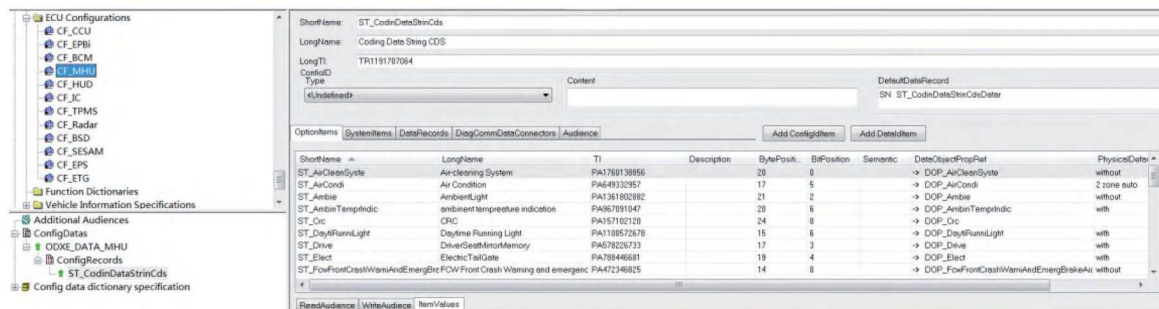 ECU Configurations
CF_CCU
CF_EPBi
CF_BCM
CF_MHU
CF_HUD
CF_IC
CF_TPMS
CF_Radar
CF_BSD
CF_SESAM
CF_EPS
CF_ETG
Function Dictionaries
Vehicle Information Specifications
Additional Audiences
ConfigDatas
ODXE_DATA_MHU
ConfigRecords
ST_CodinDataStrinCds
Config data dictionary specification
ShortName: ST_CodinDataStrinCds
LongName: Coding Data String CDS
LongTI: TR1191707064
ConfigID
Type Content DefaultDataRecord
<Undefined> SN ST_CodinDataStrinCdsDatar
OptionItems SystemItems DataRecords DiagCommDataConnectors Audience Add ConfigIdItem Add DataIdItem
ShortName LongName TI Description BytePositi... BitPosition Semantic DataObjectPropRef PhysicalDefa
ST_AirCleanSyste Air-cleaning System PA1760138856 20 0 -> DOP_AirCleanSyste without
ST_AirCondi Air Condition PA649332957 17 5 -> DOP_AirCondi 2 zone auto
ST_Ambie AmbientLight PA1361802882 21 2 -> DOP_Ambie without
ST_AmbinTemprIndic ambinent tempreature indication PA967091047 20 6 -> DOP_AmbinTemprIndic with
ST_Crc CRC PA157102120 24 0 -> DOP_Crc
ST_DaytiRunniLight Daytime Running Light PA1100572678 15 6 -> DOP_DaytiRunniLight with
ST_Drive DriverSeatMirrorMemory PA578226733 17 3 -> DOP_Drive with
ST_Elect ElectricTailGate PA788446681 19 4 -> DOP_Elect with
ST_FcwFrontCrashWarniAndEmergBre FCW Front Crash Warning and emergenc PA472346825 14 0 -> DOP_FcwFrontCrashWarniAndEmergBrakeAic without
ReadAudience WriteAudiece ItemValues